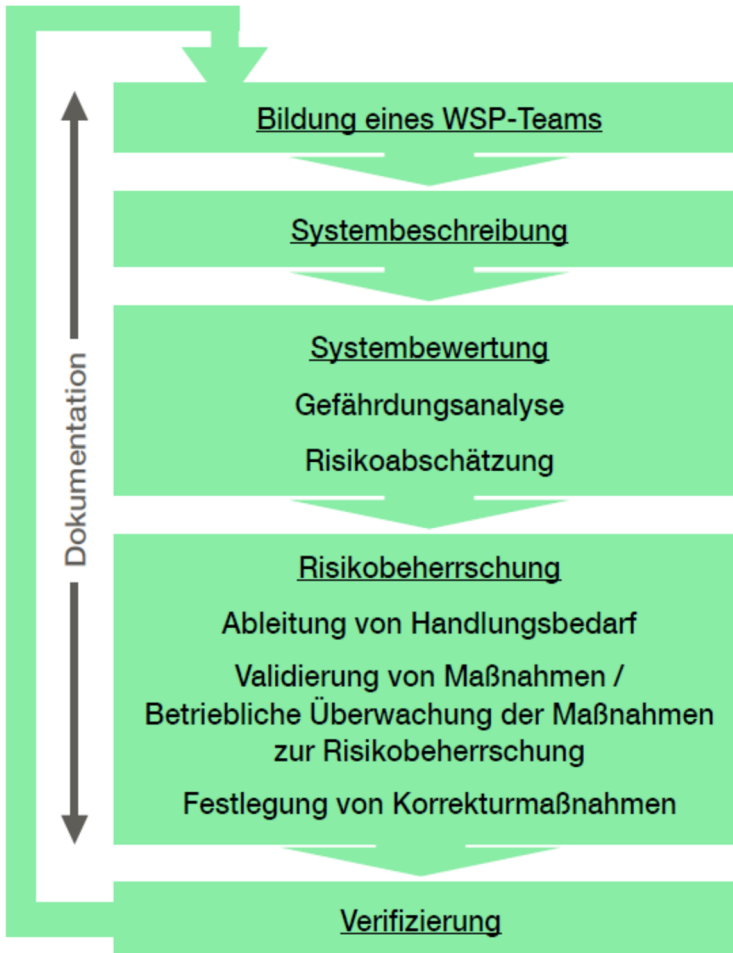 Bildung eines WSP-Teams
Systembeschreibung
Systembewertung
Gefährdungsanalyse
Risikoabschätzung
Risikobeherrschung
Ableitung von Handlungsbedarf
Validierung von Maßnahmen /
Betriebliche Überwachung der Maßnahmen
zur Risikobeherrschung
Festlegung von Korrekturmaßnahmen
Verifizierung
Dokumentation